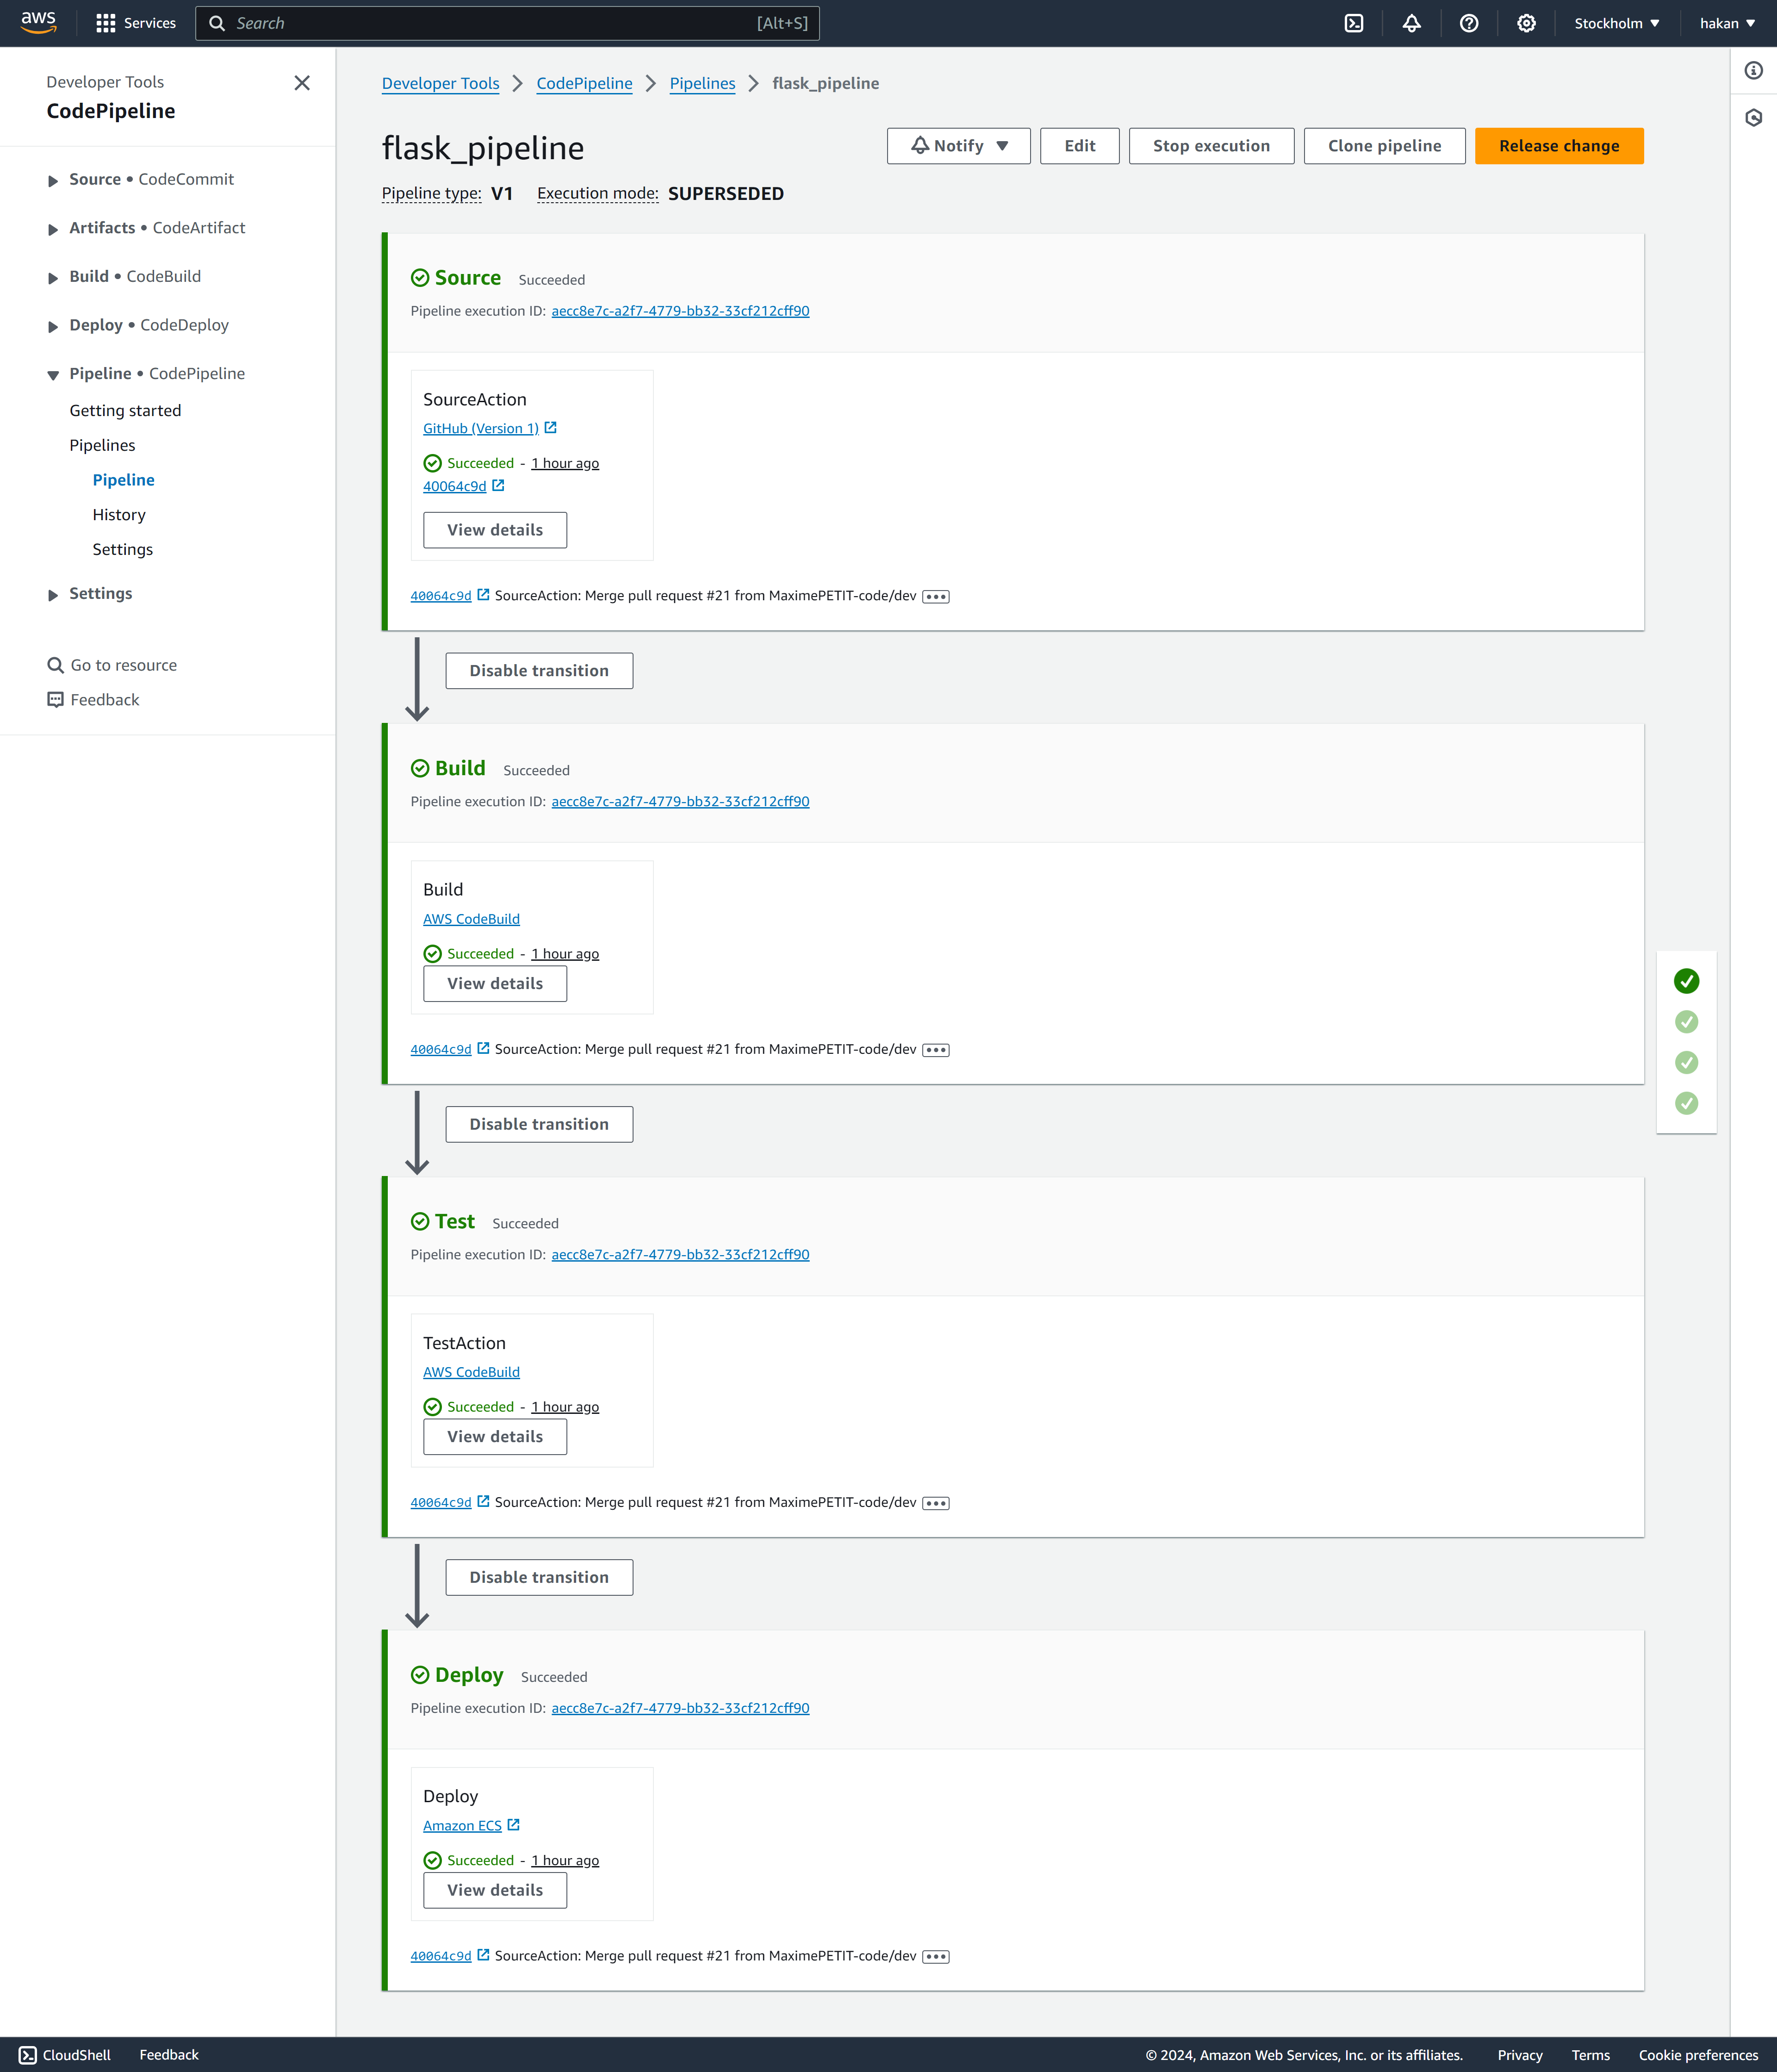 aws
Services
Search [Alt+S]
Stockholm
hakan
Developer Tools
CodePipeline
Source • CodeCommit
Artifacts • CodeArtifact
Build • CodeBuild
Deploy • CodeDeploy
Pipeline • CodePipeline
Getting started
Pipelines
Pipeline
History
Settings
Settings
Go to resource
Feedback
Developer Tools > CodePipeline > Pipelines > flask_pipeline
flask_pipeline
Notify
Edit
Stop execution
Clone pipeline
Release change
Pipeline type: V1 Execution mode: SUPERSEDED
Source Succeeded
Pipeline execution ID: aecc8e7c-a2f7-4779-bb32-33cf212cff90
SourceAction
GitHub (Version 1)
Succeeded - 1 hour ago
40064c9d
View details
40064c9d SourceAction: Merge pull request #21 from MaximePETIT-code/dev
Disable transition
Build Succeeded
Pipeline execution ID: aecc8e7c-a2f7-4779-bb32-33cf212cff90
Build
AWS CodeBuild
Succeeded - 1 hour ago
View details
40064c9d SourceAction: Merge pull request #21 from MaximePETIT-code/dev
Disable transition
Test Succeeded
Pipeline execution ID: aecc8e7c-a2f7-4779-bb32-33cf212cff90
TestAction
AWS CodeBuild
Succeeded - 1 hour ago
View details
40064c9d SourceAction: Merge pull request #21 from MaximePETIT-code/dev
Disable transition
Deploy Succeeded
Pipeline execution ID: aecc8e7c-a2f7-4779-bb32-33cf212cff90
Deploy
Amazon ECS
Succeeded - 1 hour ago
View details
40064c9d SourceAction: Merge pull request #21 from MaximePETIT-code/dev
CloudShell Feedback © 2024, Amazon Web Services, Inc. or its affiliates. Privacy Terms Cookie preferences